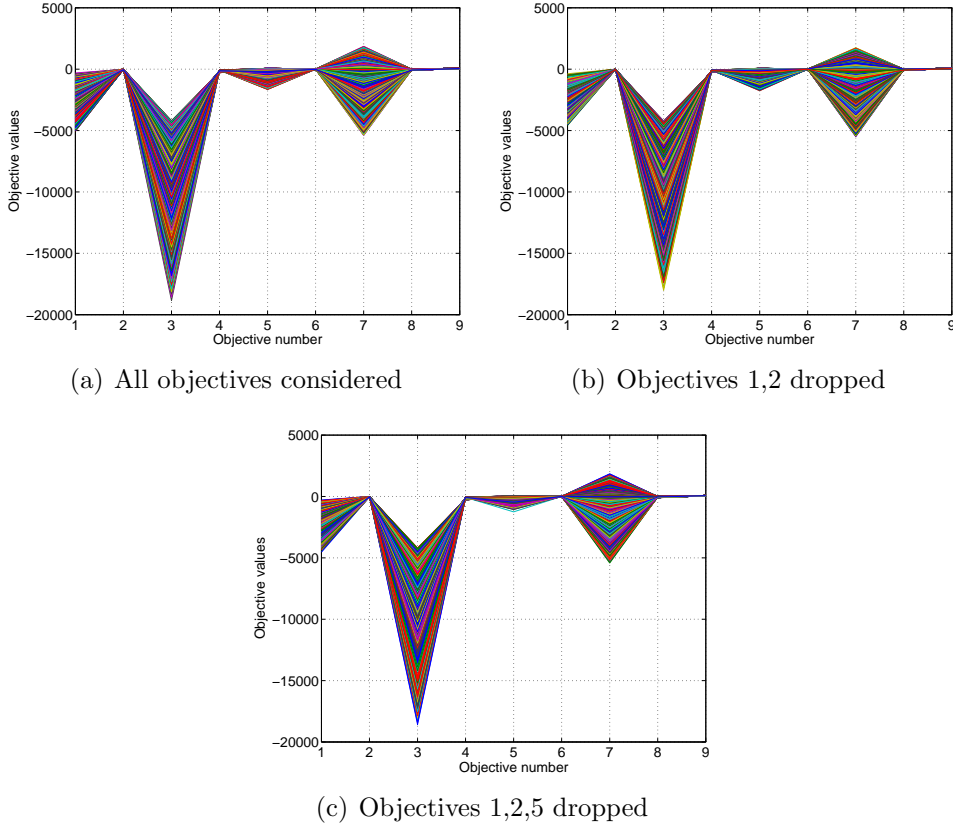 5000
0
−5000
−10000
−15000
−20000
Objective values
1 2 3 4 5 6 7 8 9
Objective number
(a) All objectives considered
5000
0
−5000
−10000
−15000
−20000
Objective values
1 2 3 4 5 6 7 8 9
Objective number
(b) Objectives 1,2 dropped
5000
0
−5000
−10000
−15000
−20000
Objective values
1 2 3 4 5 6 7 8 9
Objective number
(c) Objectives 1,2,5 dropped